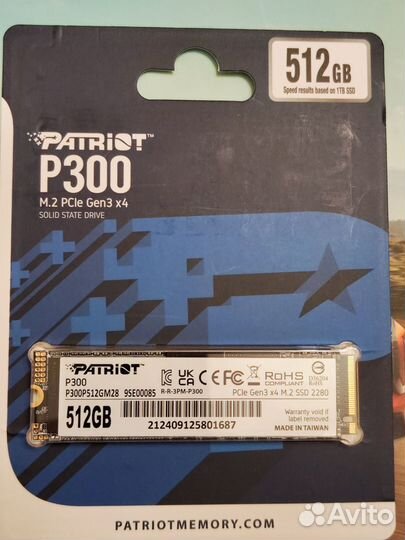 512GB
Speed results based on 1TB SSD
PATRIOT
P300
M.2 PCIe Gen3 x4
SOLID STATE DRIVE
PATRIOT
P300
P300P512GM28 9SE00085
512GB
UK CA
FC CE
RoHS
COMPLIANT
D36204
RoHS
R-R-3PM-P300
PCIe Gen3 x4 M.2 SSD 2280
212409125801687
Warranty void if
label removed
MADE IN TAIWAN
PATRIOTMEMORY.COM
Avito